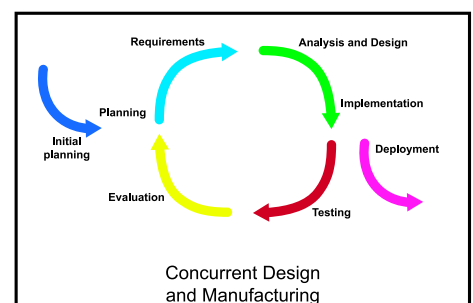 Requirements
Analysis and Design
Planning
Implementation
Initial
planning
Deployment
Evaluation
Testing
Concurrent Design
and Manufacturing